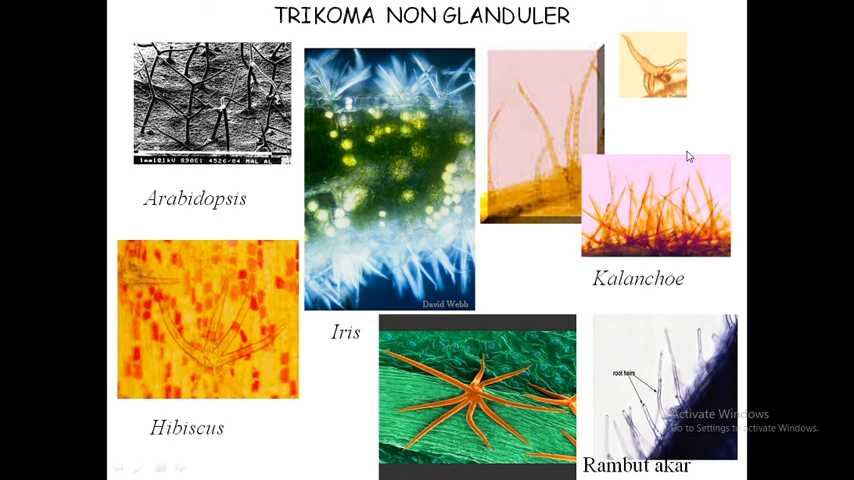 TRIKOMA NON GLANDULER
Arabidopsis
David Webb
Kalanchoe
Iris
root hairs
Hibiscus
Activate Windows
Go to Settings to activate Windows.
Rambut akar